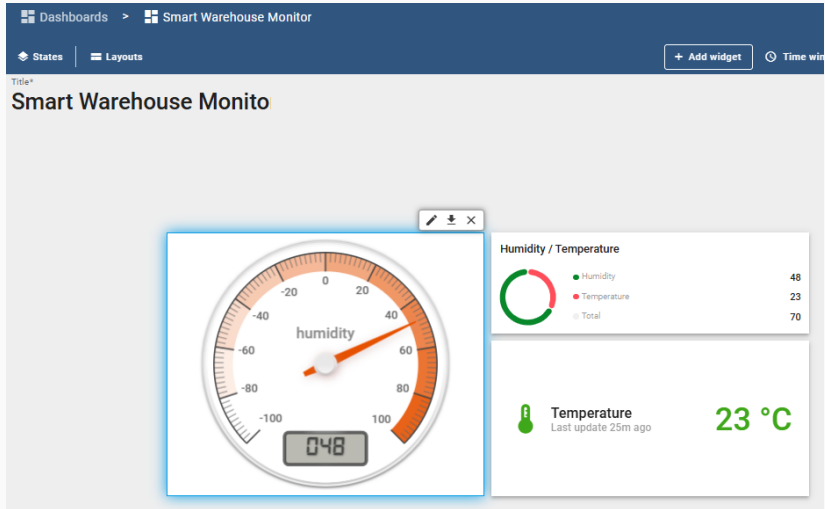 Dashboards > Smart Warehouse Monitor
States Layouts + Add widget Time win
Title*
Smart Warehouse Monito
humidity
-100
-80
-60
-40
-20
0
20
40
60
80
100
048
Humidity / Temperature
Humidity 48
Temperature 23
Total 70
Temperature
Last update 25m ago
23 °C